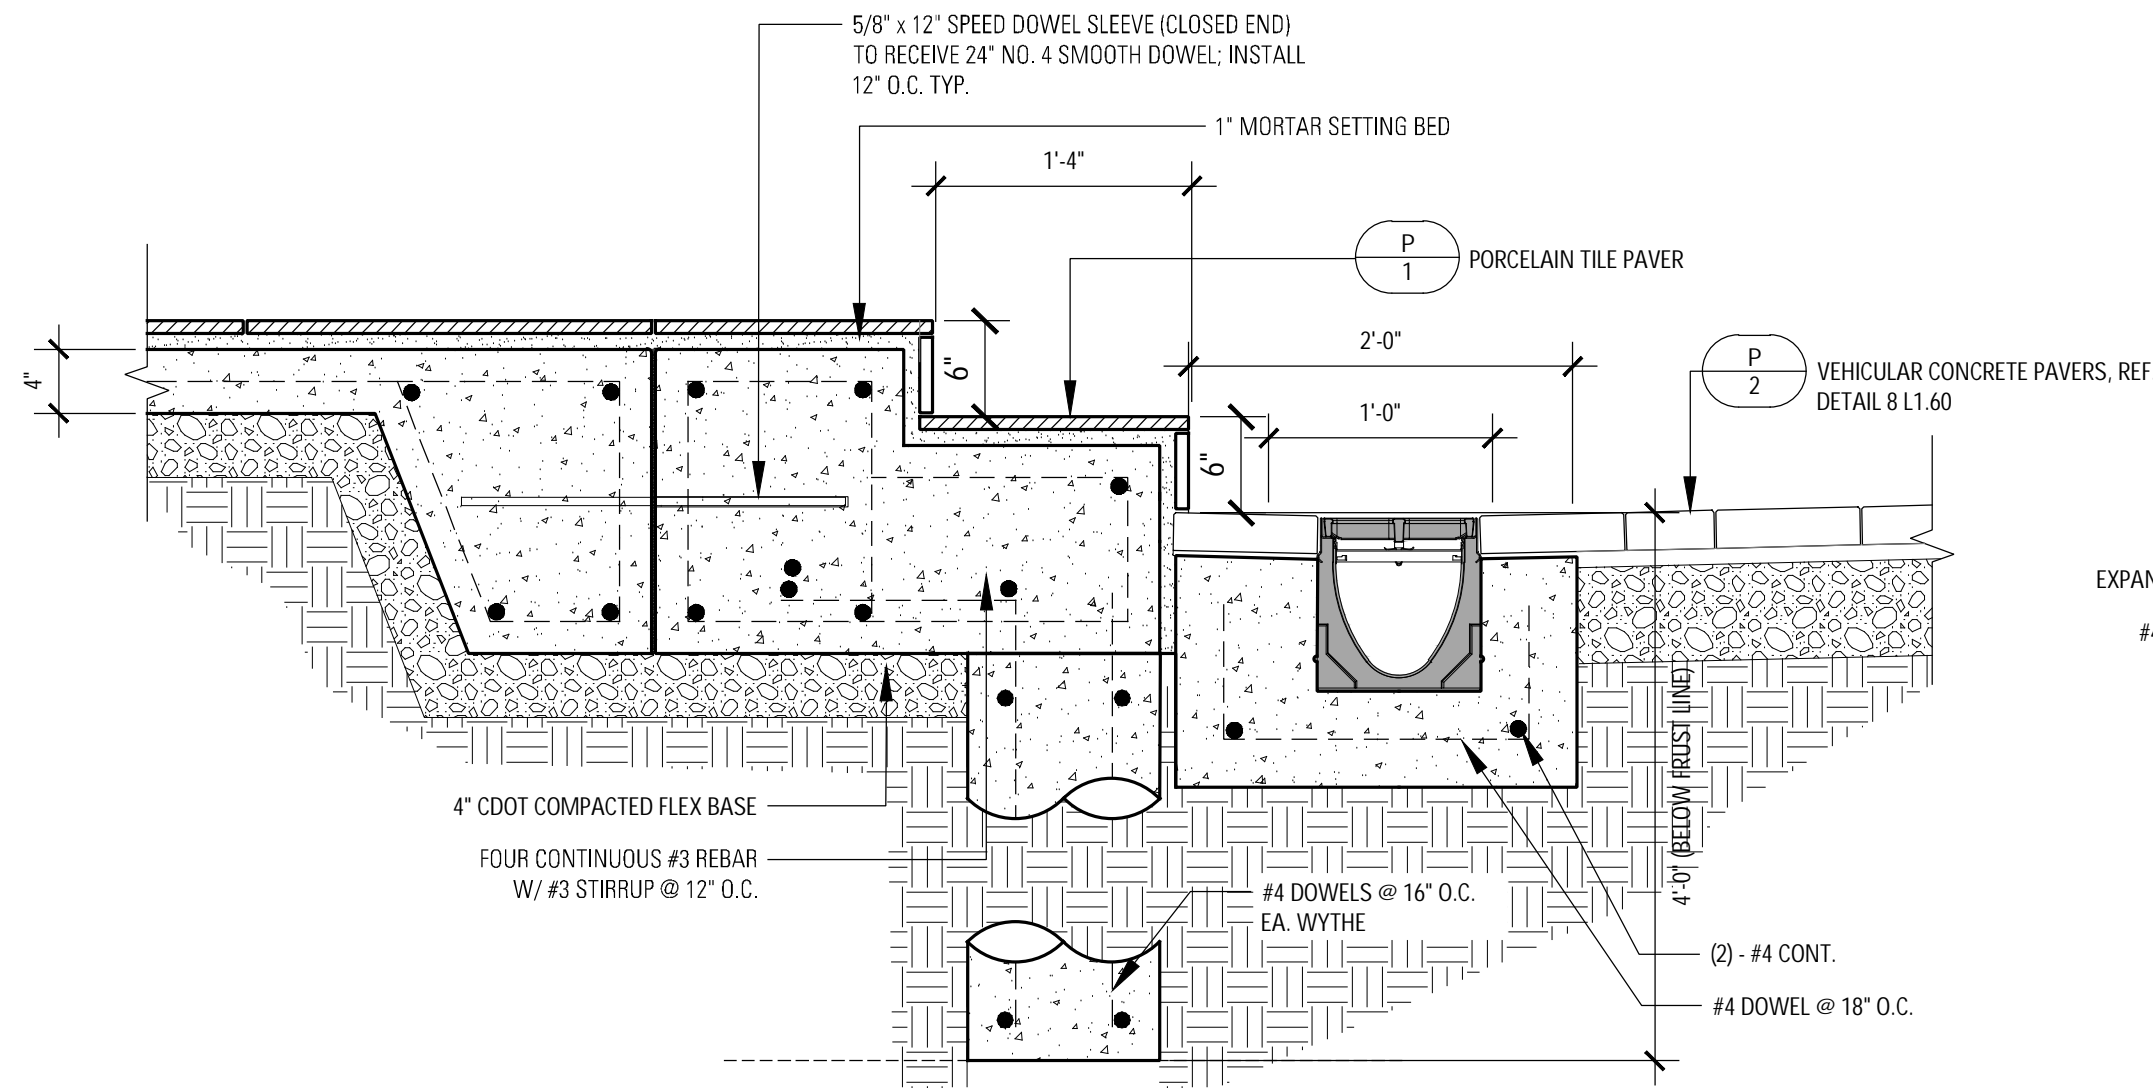 5/8" x 12" SPEED DOWEL SLEEVE (CLOSED END)
TO RECEIVE 24" NO. 4 SMOOTH DOWEL; INSTALL
12" O.C. TYP.
1" MORTAR SETTING BED
1'-4"
P
1
PORCELAIN TILE PAVER
2'-0"
P
2
VEHICULAR CONCRETE PAVERS, REF
DETAIL 8 L1.60
4"
6"
1'-0"
6"
EXPAN
#4
4'-0" (BELOW FRUST LINE)
4" CDOT COMPACTED FLEX BASE
FOUR CONTINUOUS #3 REBAR
W/ #3 STIRRUP @ 12" O.C.
#4 DOWELS @ 16" O.C.
EA. WYTHE
(2) - #4 CONT.
#4 DOWEL @ 18" O.C.